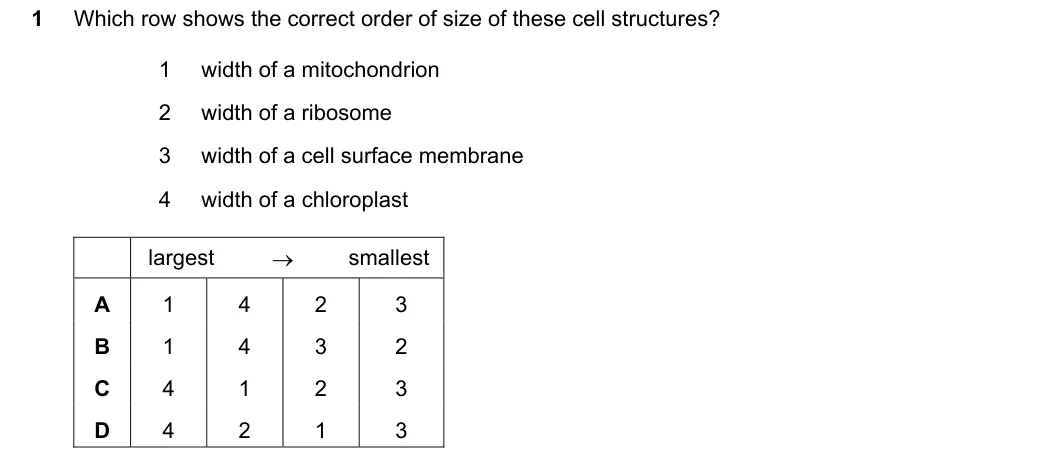 1 Which row shows the correct order of size of these cell structures?
1 width of a mitochondrion
2 width of a ribosome
3 width of a cell surface membrane
4 width of a chloroplast
largest → smallest
A 1 4 2 3
B 1 4 3 2
C 4 1 2 3
D 4 2 1 3